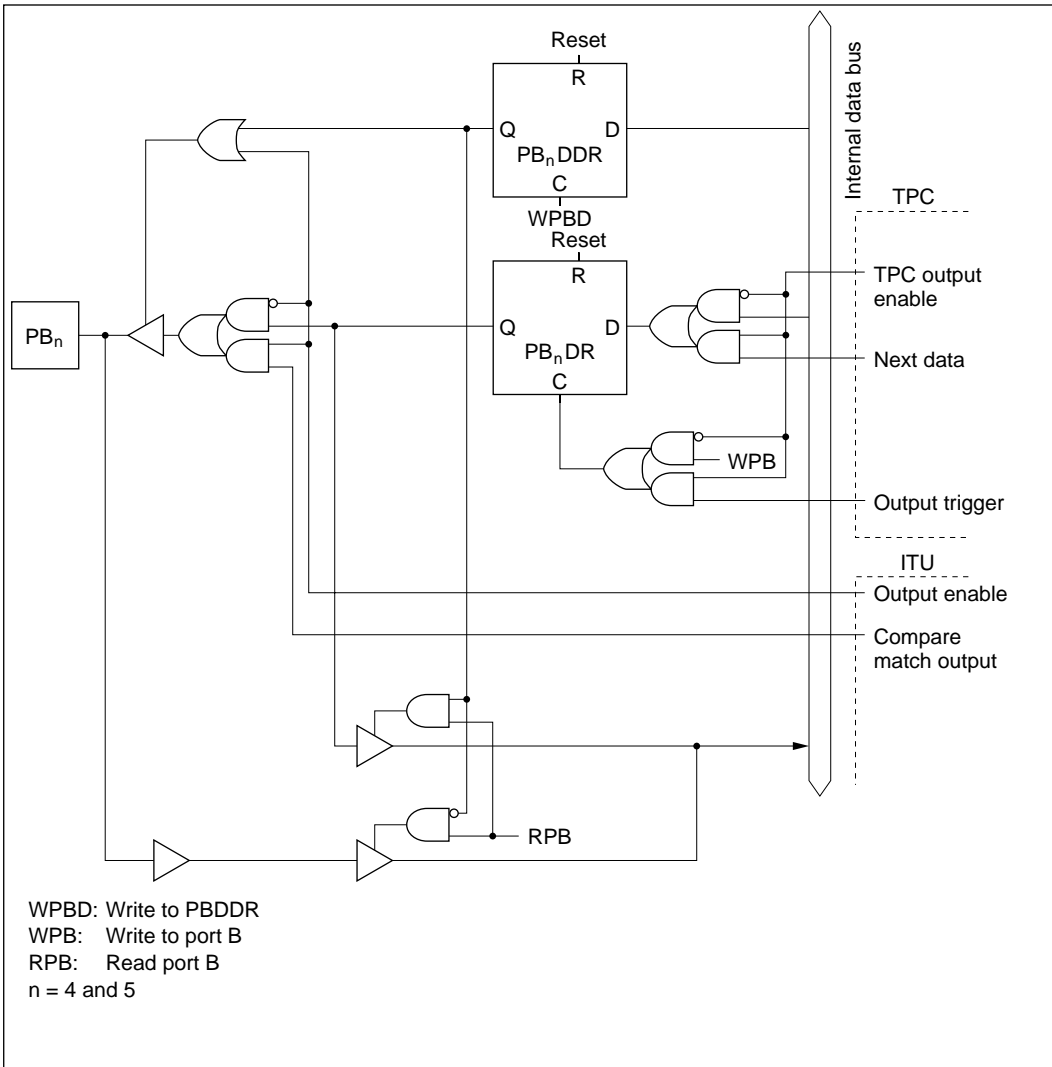 Reset
R
Q
D
PBnDDR
C
WPBD
Internal data bus
TPC
Reset
R
TPC output
enable
PBn
Q
D
PBnDR
C
Next data
WPB
Output trigger
ITU
Output enable
Compare
match output
RPB
WPBD: Write to PBDDR
WPB: Write to port B
RPB: Read port B
n = 4 and 5